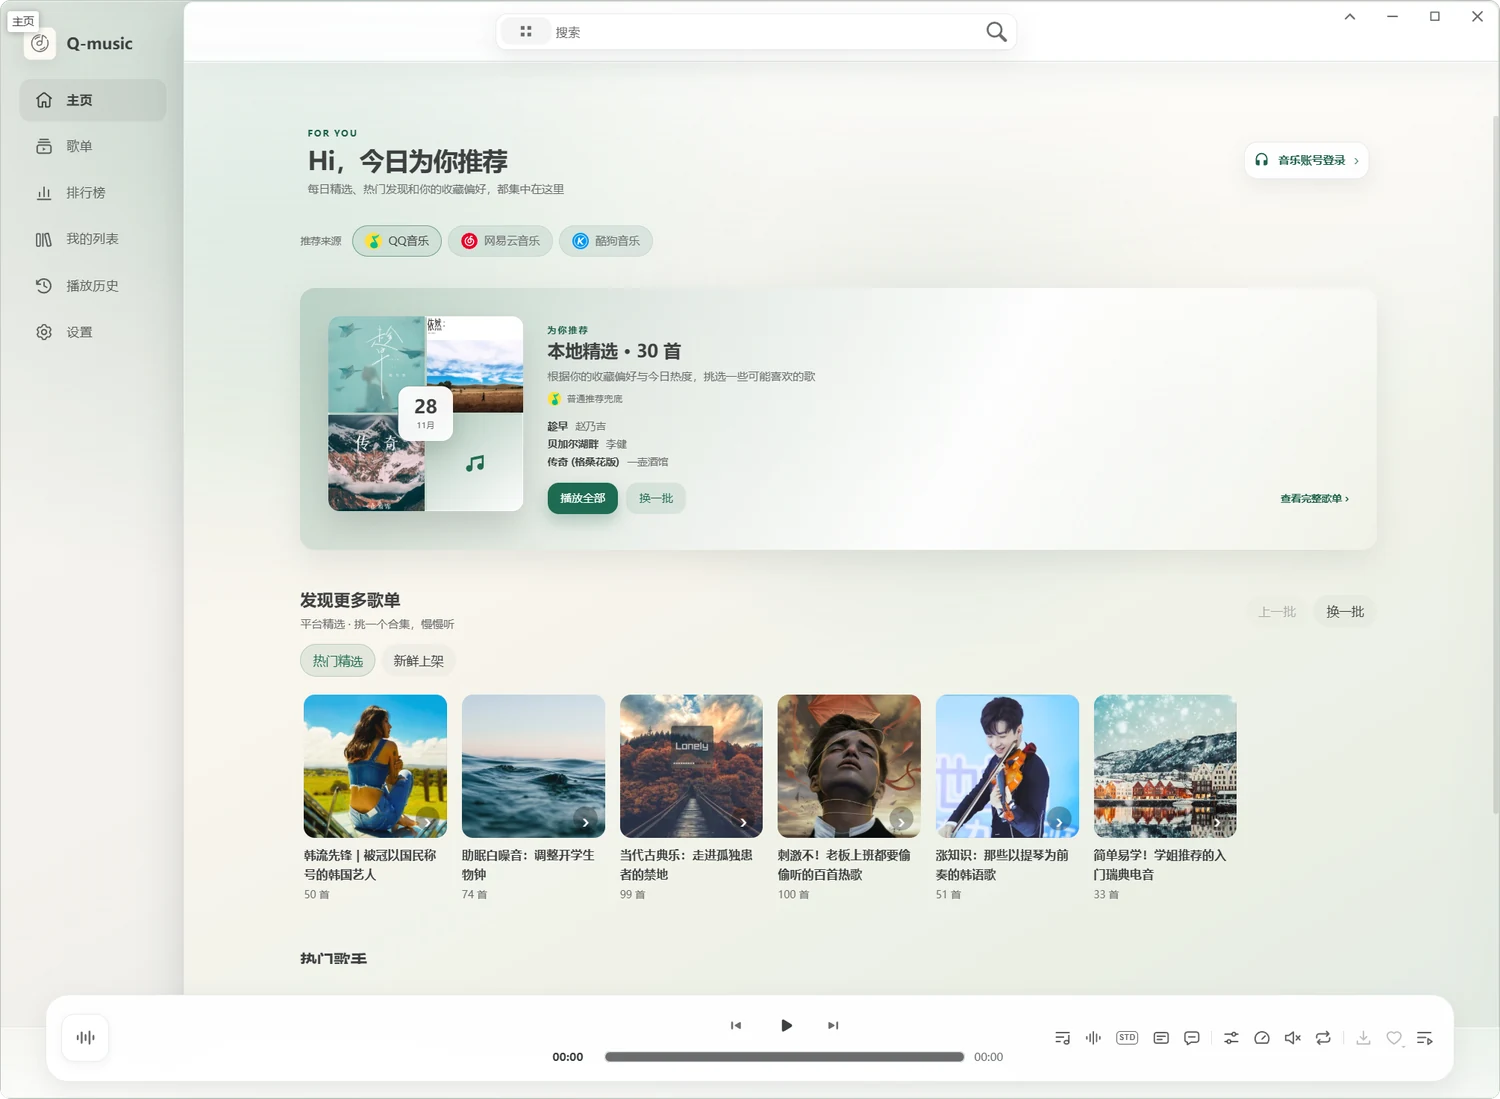 主页
Q-music
搜索
主页
歌单
排行榜
我的列表
播放历史
设置
FOR YOU
Hi，今日为你推荐
每日精选、热门发现和你的收藏偏好，都集中在这里
音乐账号登录 ›
推荐来源
QQ音乐
网易云音乐
酷狗音乐
趁早
依然:
传奇
28
11月
为你推荐
本地精选 • 30 首
根据你的收藏偏好与今日热度，挑选一些可能喜欢的歌
普通推荐兜底
趁早 赵乃吉
贝加尔湖畔 李健
传奇 (格桑花版) 一壶酒馆
播放全部
换一批
查看完整歌单 ›
发现更多歌单
平台精选 · 挑一个合集，慢慢听
上一批
换一批
热门精选
新鲜上架
Lonely
韩流先锋 | 被冠以国民称
号的韩国艺人
50 首
助眠白噪音：调整开学生
物钟
74 首
当代古典乐：走进孤独患
者的禁地
99 首
刺激不！老板上班都要偷
偷听的百首热歌
100 首
涨知识：那些以提琴为前
奏的韩语歌
51 首
简单易学！学姐推荐的入
门瑞典电音
33 首
热门歌手
00:00
00:00
STD